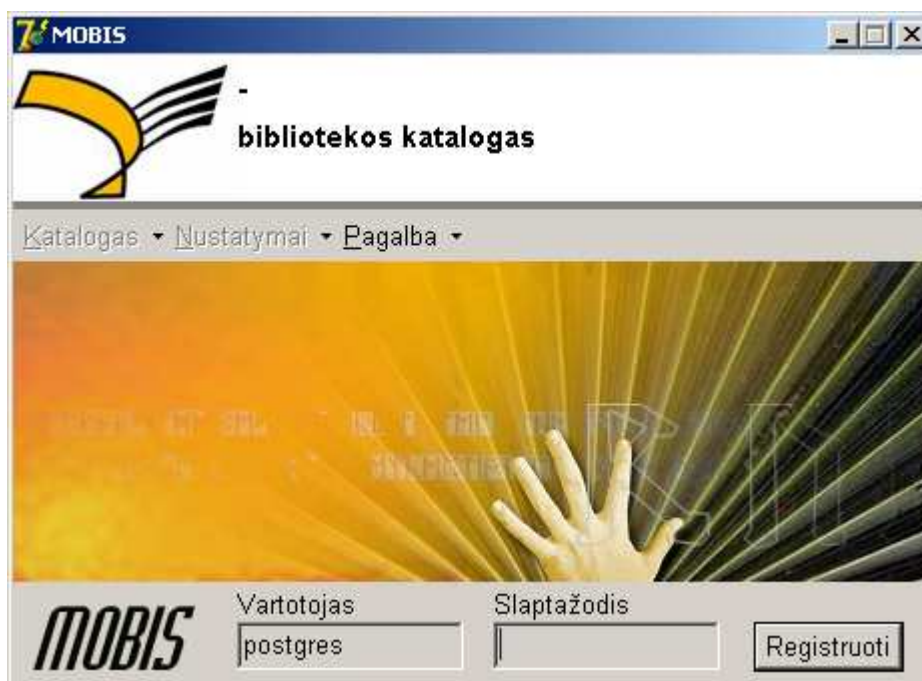 MOBIS
-
bibliotekos katalogas
Katalogas Nustatymai Pagalba
Vartotojas Slaptažodis
MOBIS postgres Registruoti